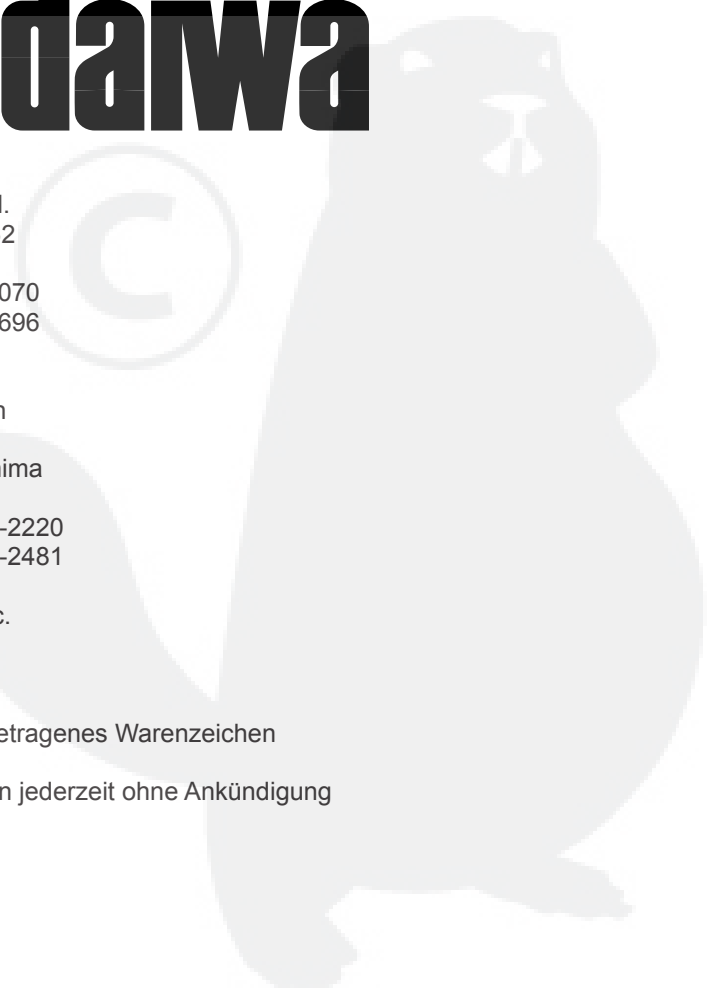 daiwa
l.
2
070
696
n
ima
-2220
-2481
c.
©
etragenes Warenzeichen
n jederzeit ohne Ankündigung